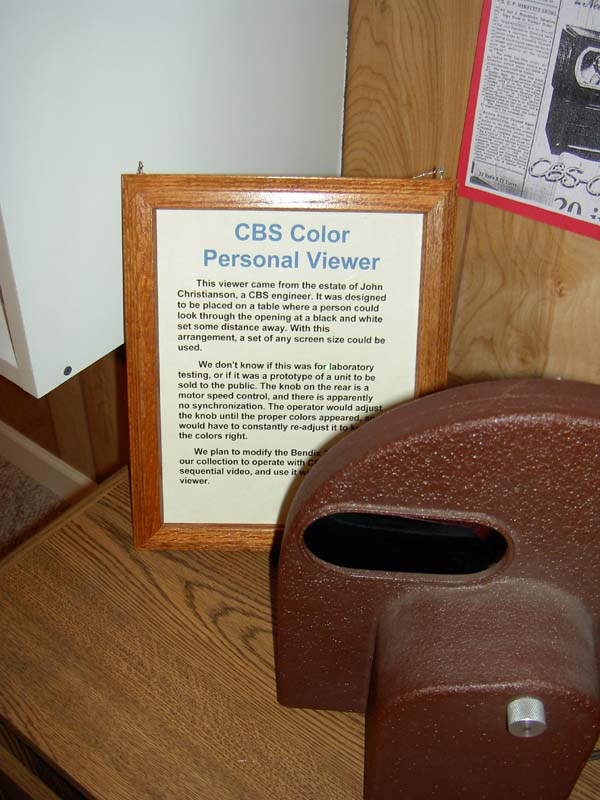 CBS Color
Personal Viewer
This viewer came from the estate of John
Christianson, a CBS engineer. It was designed
to be placed on a table where a person could
look through the opening at a black and white
set some distance away. With this
arrangement, a set of any screen size could be
used.
We don't know if this was for laboratory
testing, or if it was a prototype of a unit to be
sold to the public. The knob on the rear is a
motor speed control, and there is apparently
no synchronization. The operator would adjust
the knob until the proper colors appeared,
would have to constantly re-adjust it to
the colors right.
We plan to modify the Bendix
our collection to operate with
sequential video, and use it
viewer.
CBS-
20